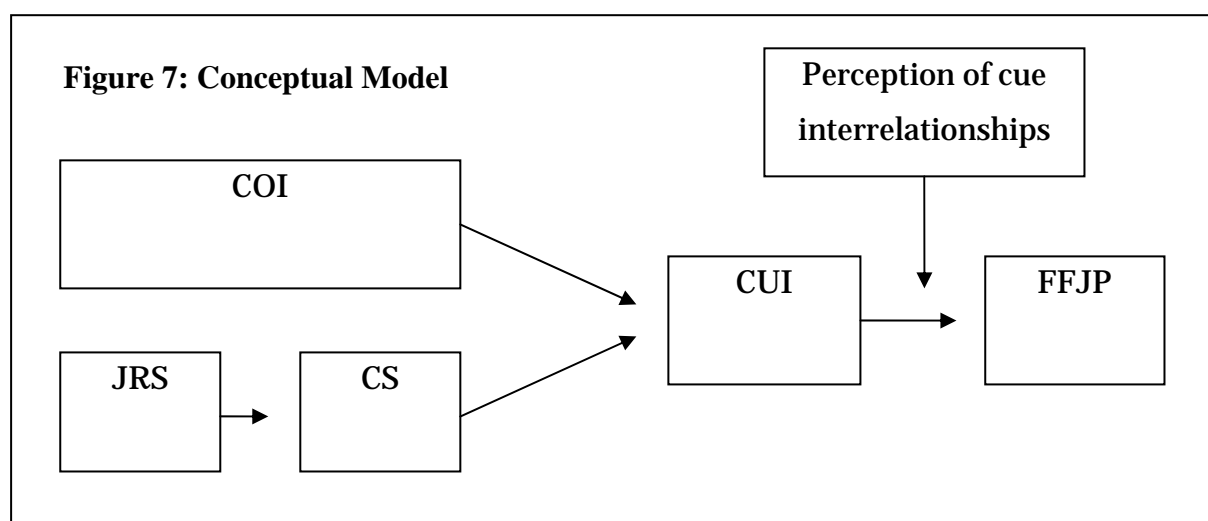 Figure 7: Conceptual Model
Perception of cue
interrelationships
COI
CUI
FFJP
JRS
CS